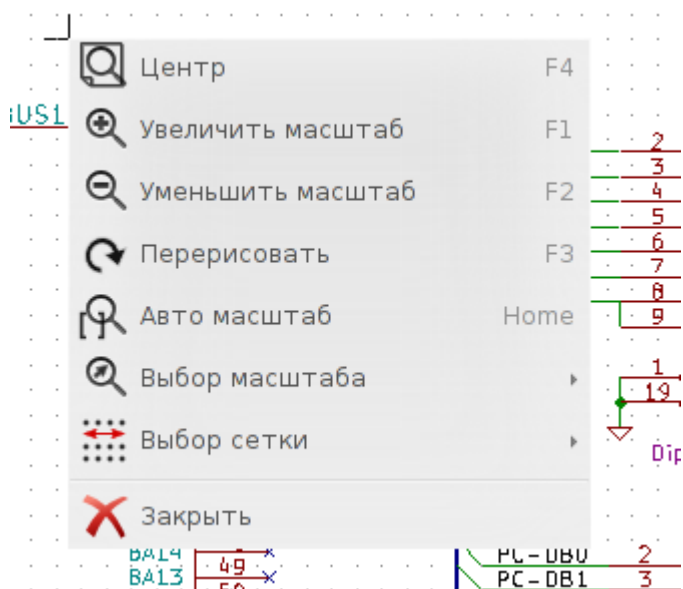 BUS1
Центр F4
Увеличить масштаб F1
Уменьшить масштаб F2
Перерисовать F3
Авто масштаб Home
Выбор масштаба
Выбор сетки
Закрыть
2
3
4
5
6
7
8
9
1
19
Dip
BA14
BA13 49
PC-DB0 2
PC-DB1 3